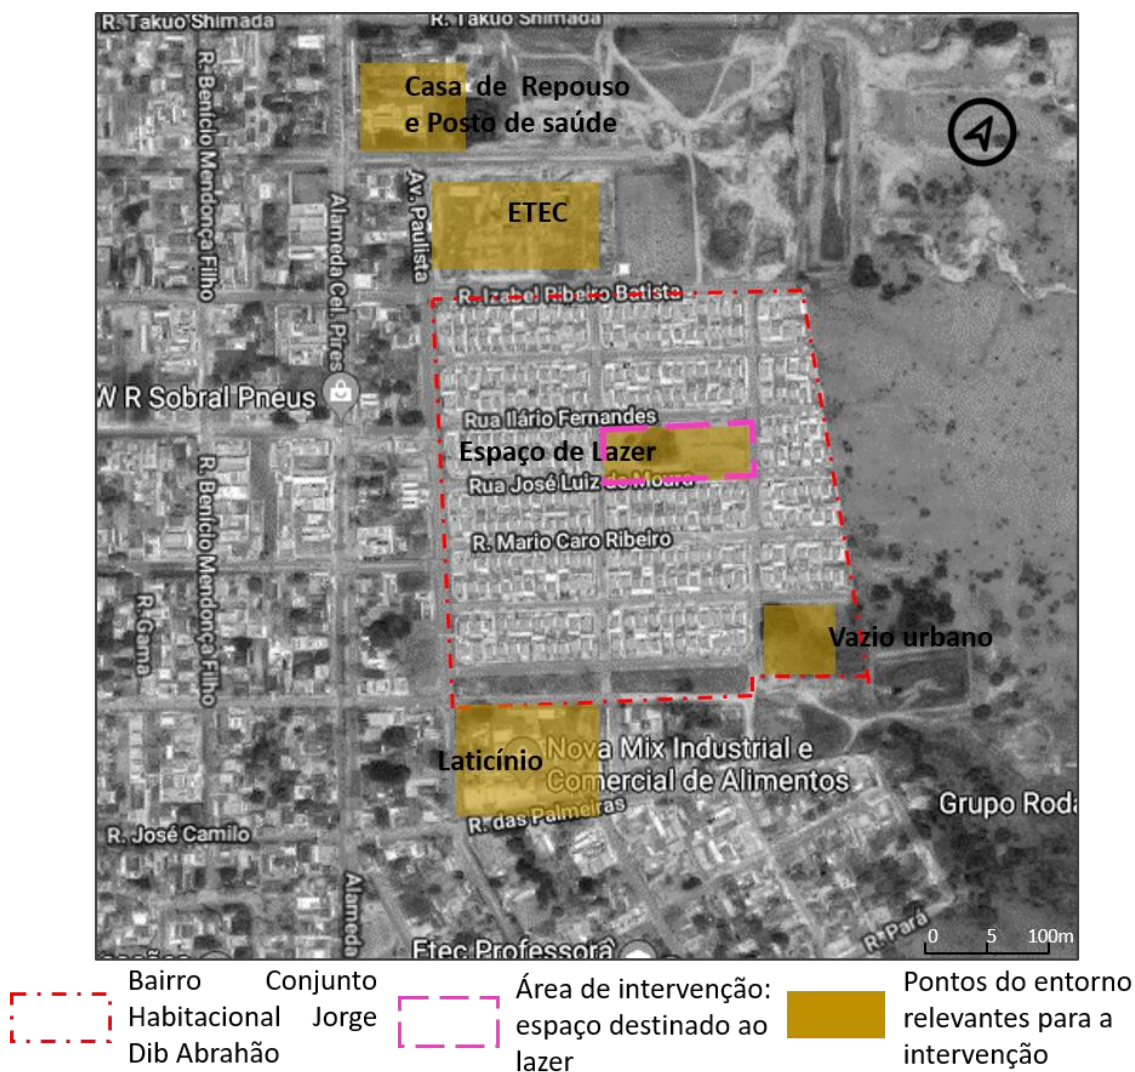 R. Takuo Shimada
R. Takuo Shimada
R. Benício Mendonça Filho
Casa de Repouso
e Posto de saúde
Av. Paulista
Alameda Cel. Pires
ETEC
R. Izabel Ribeiro Batista
W R Sobral Pneus
Rua Ilário Fernandes
Espaço de Lazer
Rua José Luiz de Moura
R. Benício Mendonça Filho
R. Mario Caro Ribeiro
R. Gama
Vazio urbano
Laticínio
Nova Mix Industrial e
Comercial de Alimentos
R. das Palmeiras
Grupo Roda
R. José Camilo
Alameda
R. Pará
Etec Professora
0 5 100m
Bairro Conjunto
Habitacional Jorge
Dib Abrahão
Área de intervenção:
espaço destinado ao
lazer
Pontos do entorno
relevantes para a
intervenção